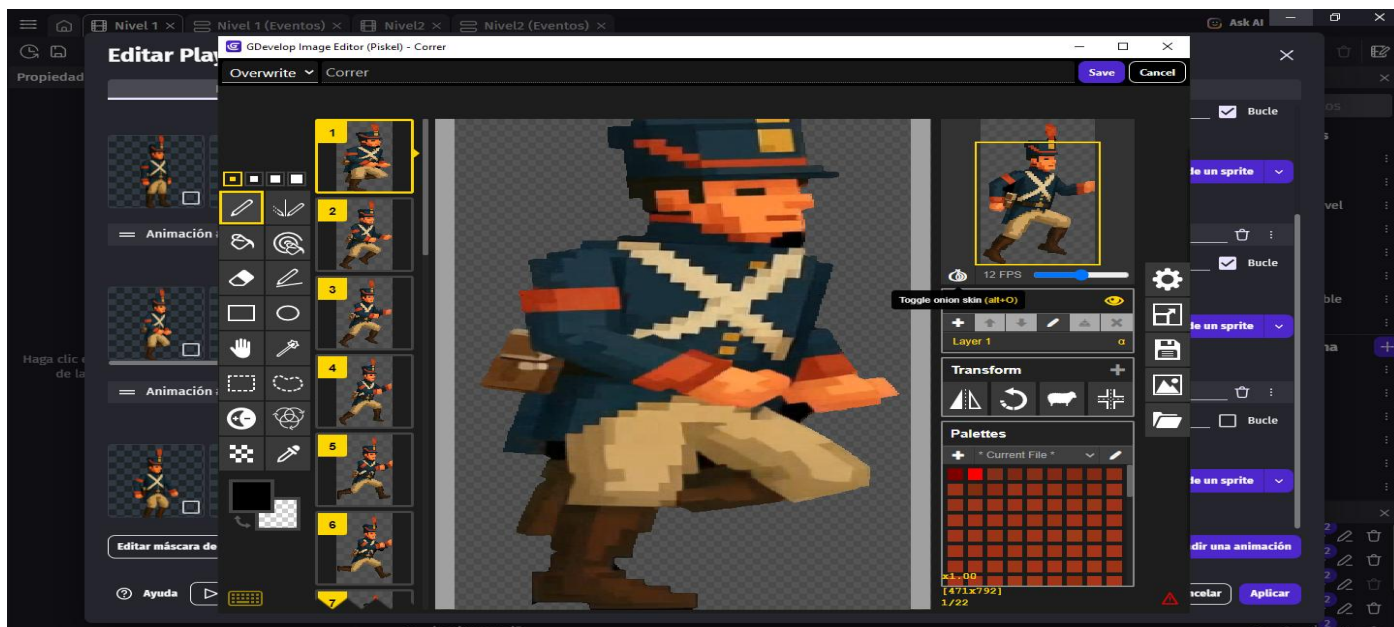 Nivel 1 × Nivel 1 (Eventos) × Nivel2 × Nivel2 (Eventos) × Ask AI
Editar Play
GDevelop Image Editor (Piskel) - Correr
Overwrite Correr Save Cancel
Propiedad
Bucle
1
de un sprite
2
vel
Animación
12 FPS
Bucle
Toggle onion skin (alt+O)
3
ble
Layer 1 α
de un sprite
Haga clic
de la
4
Transform
Animación
Bucle
Palettes
* Current File *
5
de un sprite
6
Editar máscara de
dir una animación
x1.00
[471x792]
1/22
7
Ayuda
Aplicar